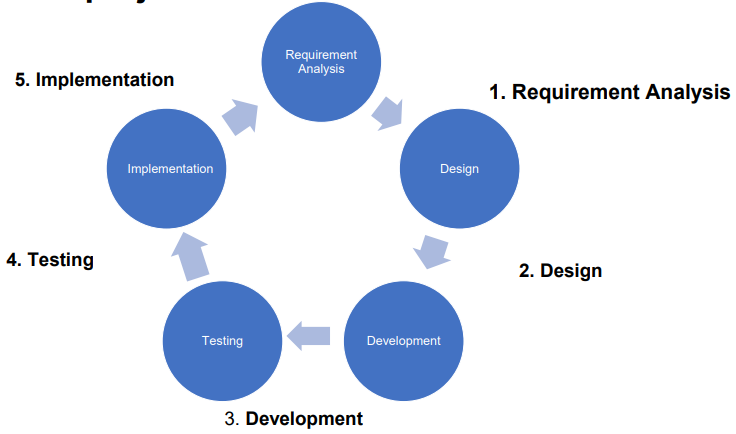 Requirement
Analysis
5. Implementation
1. Requirement Analysis
Implementation
Design
4. Testing
2. Design
Testing
Development
3. Development